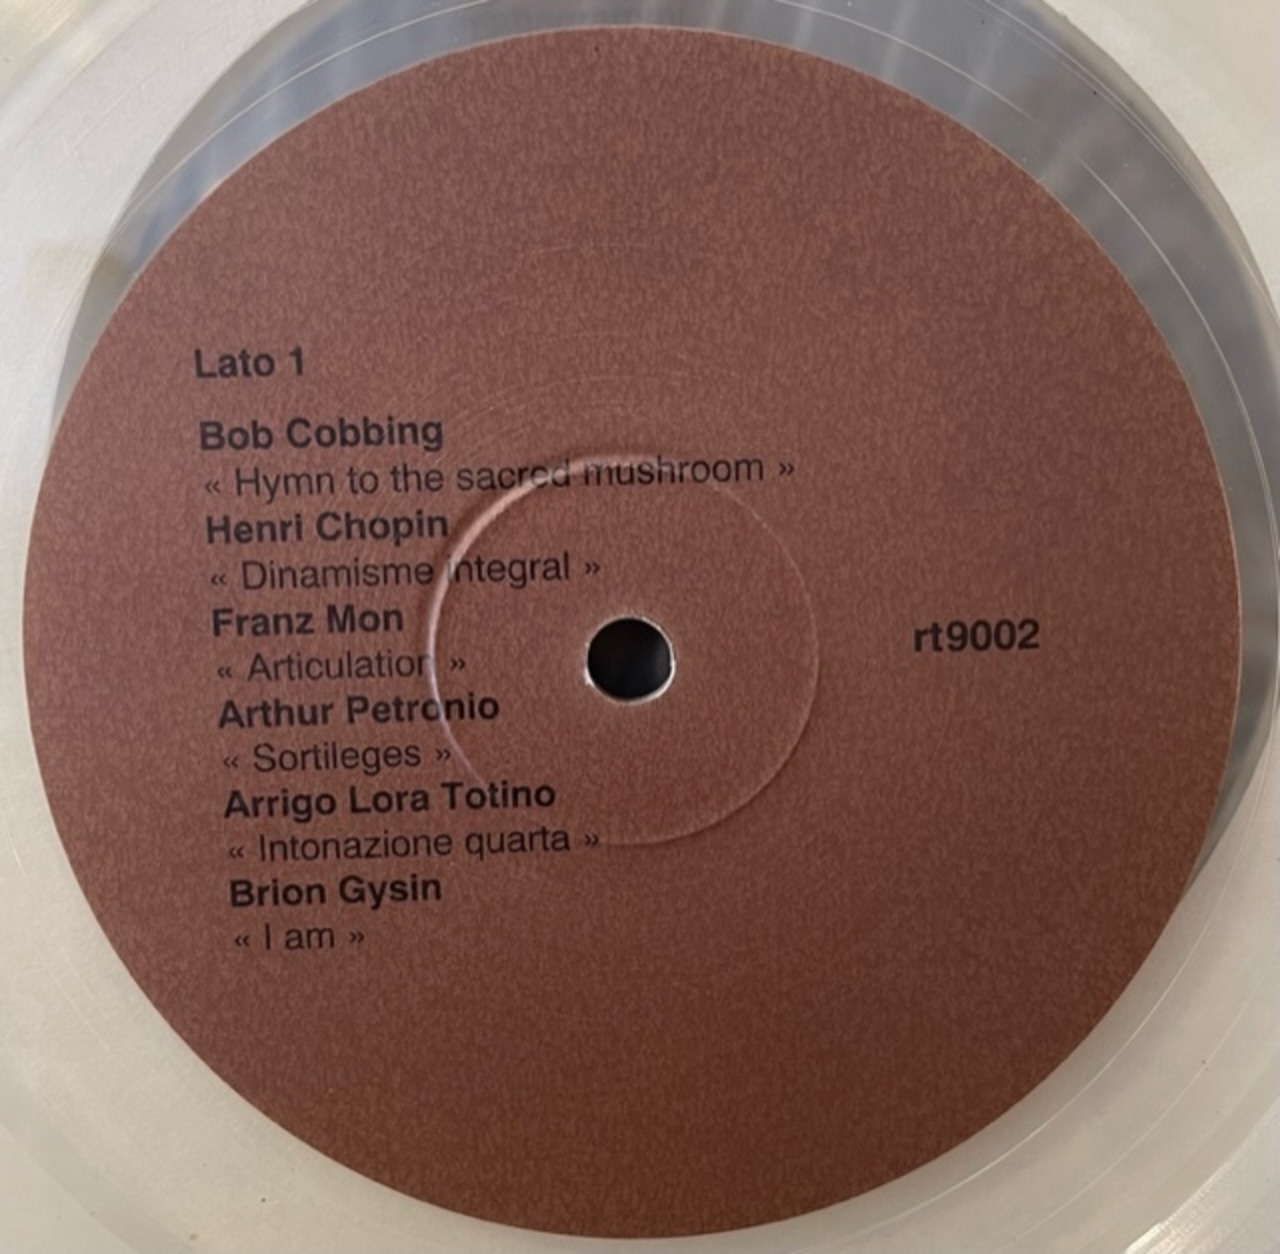 Lato 1
Bob Cobbing
« Hymn to the sacred mushroom »
Henri Chopin
« Dinamisme integral »
Franz Mon
« Articulation »
Arthur Petronio
« Sortileges »
Arrigo Lora Totino
« Intonazione quarta »
Brion Gysin
« I am »
rt9002